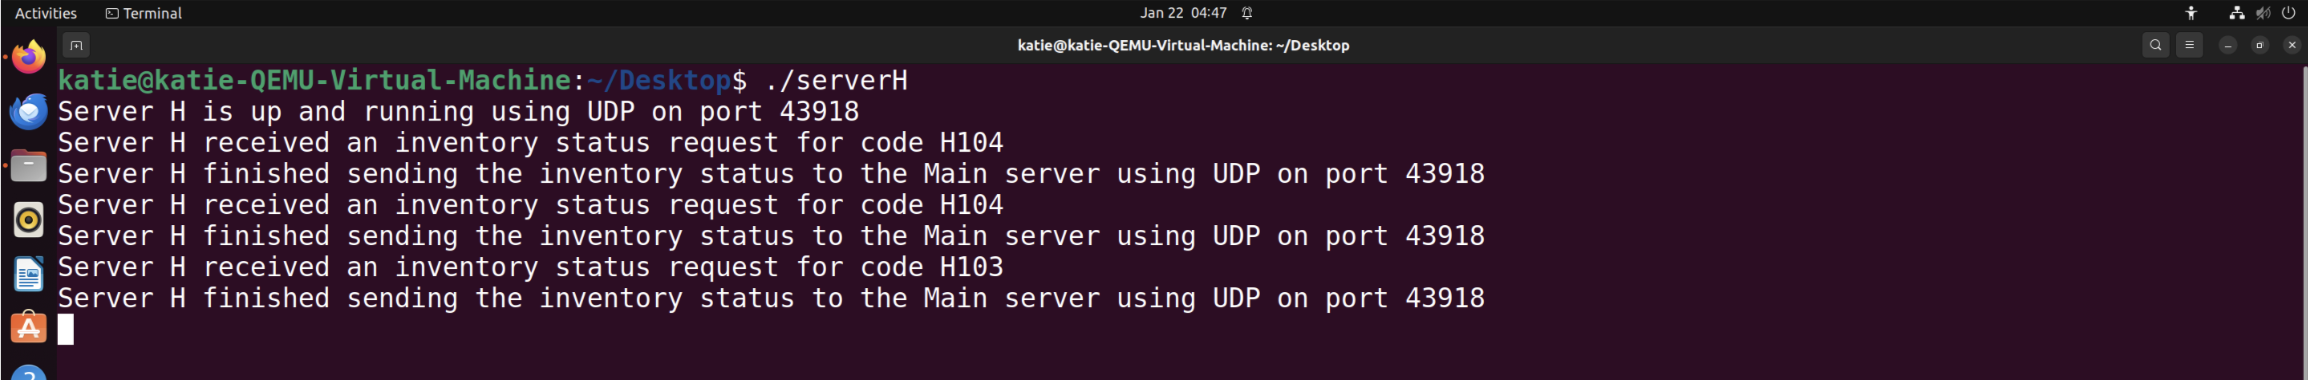 Activities Terminal Jan 22 04:47
katie@katie-QEMU-Virtual-Machine: ~/Desktop
katie@katie-QEMU-Virtual-Machine:~/Desktop$ ./serverH
Server H is up and running using UDP on port 43918
Server H received an inventory status request for code H104
Server H finished sending the inventory status to the Main server using UDP on port 43918
Server H received an inventory status request for code H104
Server H finished sending the inventory status to the Main server using UDP on port 43918
Server H received an inventory status request for code H103
Server H finished sending the inventory status to the Main server using UDP on port 43918